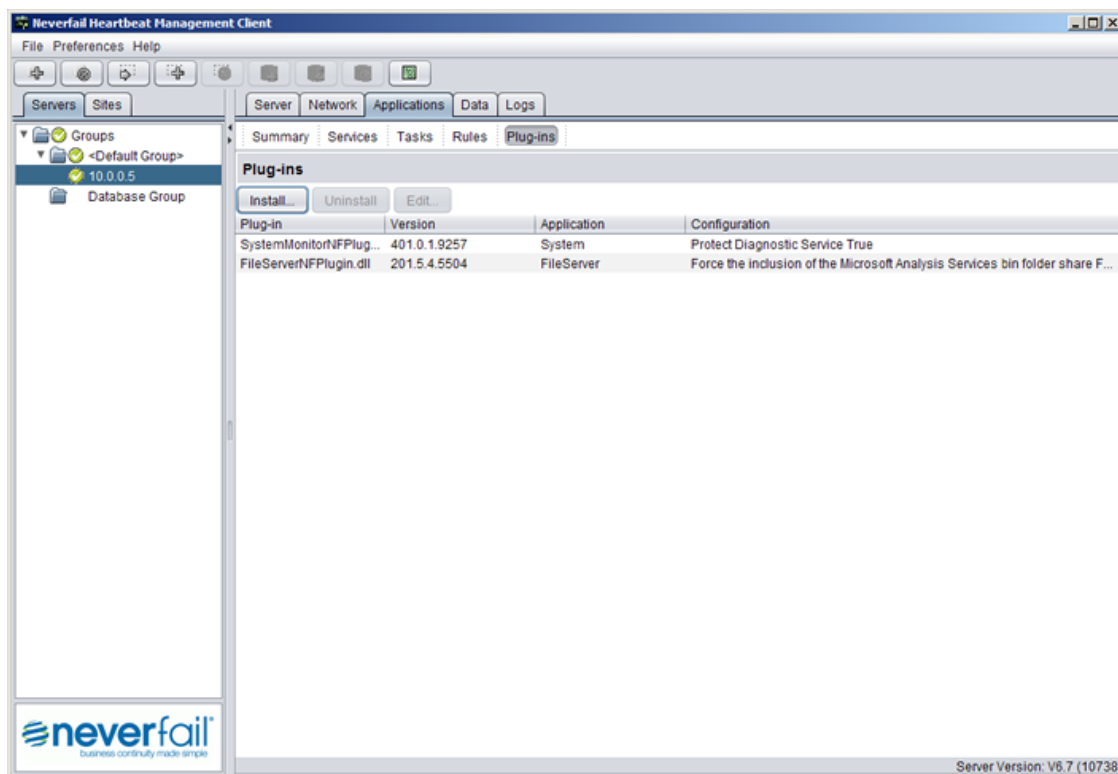 Neverfail Heartbeat Management Client
File Preferences Help
Servers Sites
Server Network Applications Data Logs
Groups
<Default Group>
10.0.0.5
Database Group
Summary Services Tasks Rules Plug-ins
Plug-ins
Install... Uninstall Edit...
Plug-in Version Application Configuration
SystemMonitorNFPlug... 401.0.1.9257 System Protect Diagnostic Service True
FileServerNFPlugin.dll 201.5.4.5504 FileServer Force the inclusion of the Microsoft Analysis Services bin folder share F...
neverfail
business continuity made simple
Server Version: V6.7 (10738